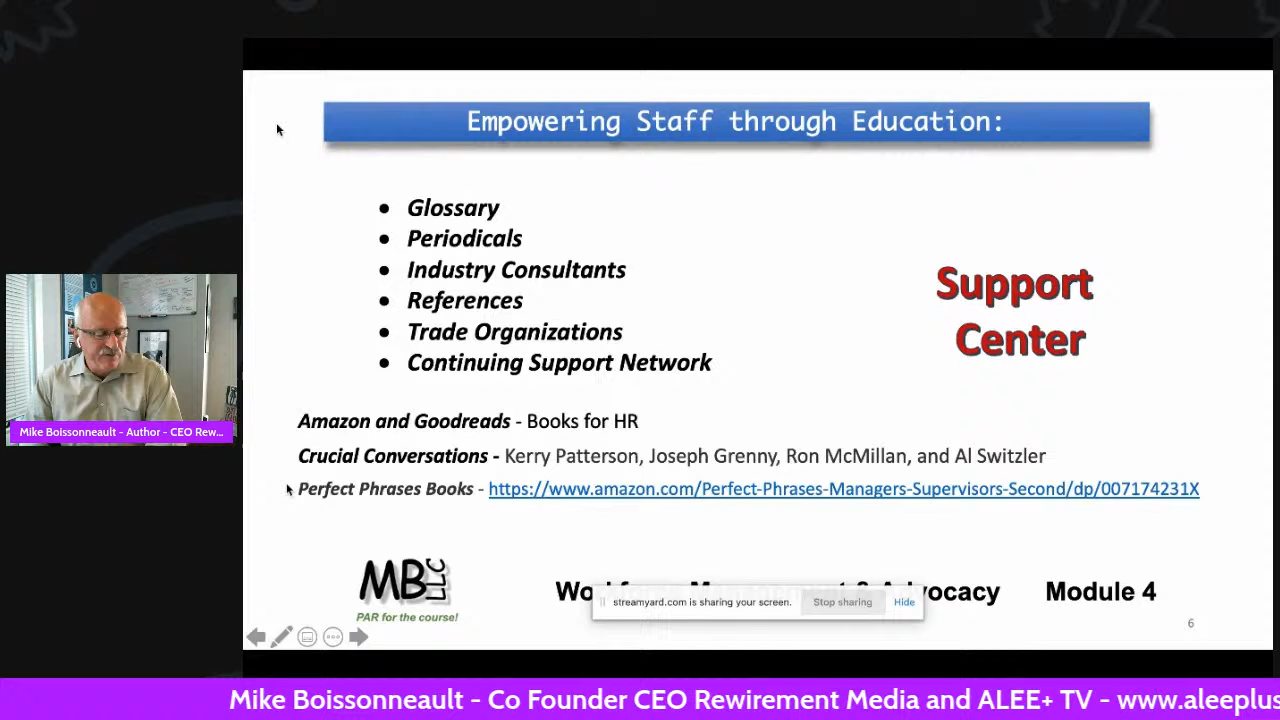 Empowering Staff through Education:
• Glossary
• Periodicals
• Industry Consultants
• References
• Trade Organizations
• Continuing Support Network
Support
Center
Amazon and Goodreads - Books for HR
Crucial Conversations - Kerry Patterson, Joseph Grenny, Ron McMillan, and Al Switzler
Perfect Phrases Books - https://www.amazon.com/Perfect-Phrases-Managers-Supervisors-Second/dp/007174231X
Mike Boissonneault - Author - CEO Rew...
MB LLC
PAR for the course!
& Advocacy Module 4
streamyard.com is sharing your screen. Stop sharing Hide
6
Mike Boissonneault - Co Founder CEO Rewirement Media and ALEE+ TV - www.aleeplus